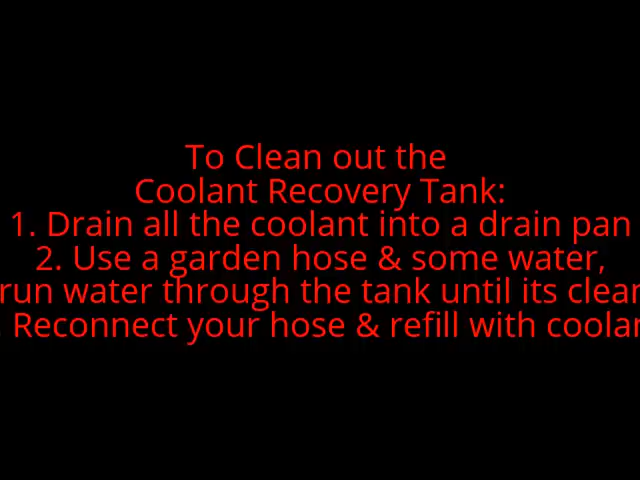 To Clean out the
Coolant Recovery Tank:
1. Drain all the coolant into a drain pan
2. Use a garden hose & some water,
run water through the tank until its clear
. Reconnect your hose & refill with coolan